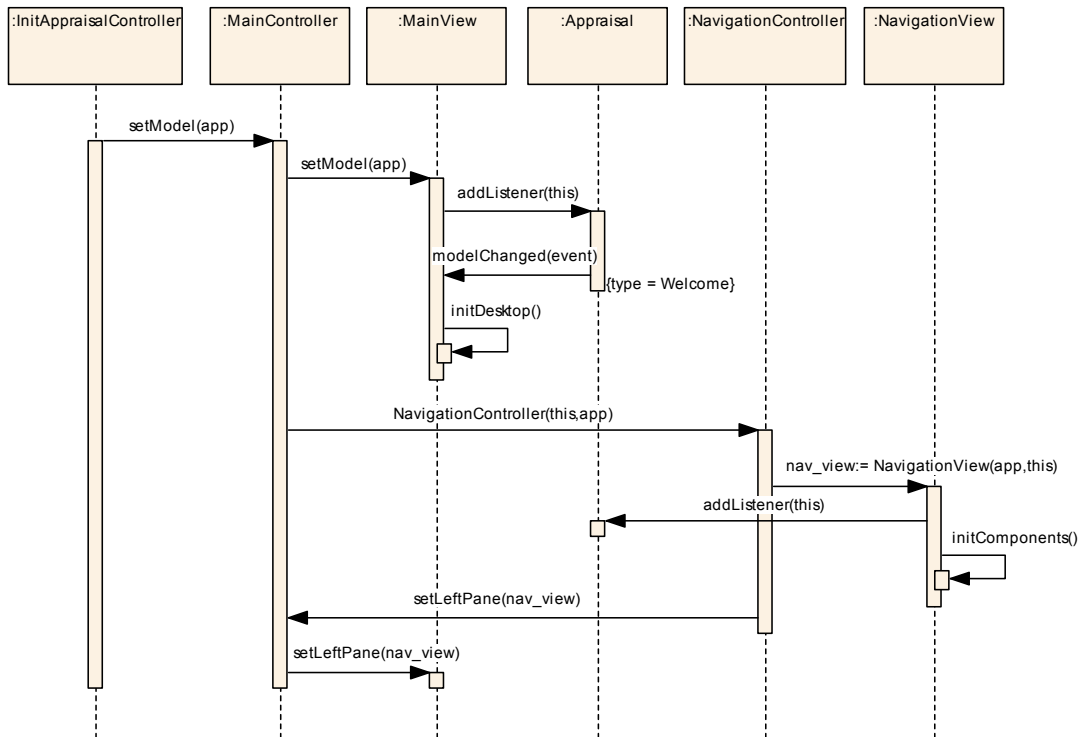 :InitAppraisalController
:MainController
:MainView
:Appraisal
:NavigationController
:NavigationView
setModel(app)
setModel(app)
addListener(this)
modelChanged(event)
{type = Welcome}
initDesktop()
NavigationController(this,app)
nav_view:= NavigationView(app,this)
addListener(this)
initComponents()
setLeftPane(nav_view)
setLeftPane(nav_view)